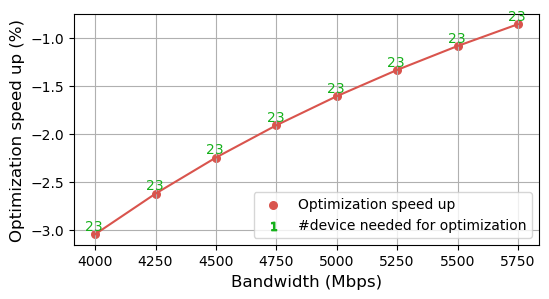 Optimization speed up (%)
−1.0
−1.5
−2.0
−2.5
−3.0
23
23
23
23
23
23
23
23
Optimization speed up
1 #device needed for optimization
4000 4250 4500 4750 5000 5250 5500 5750
Bandwidth (Mbps)